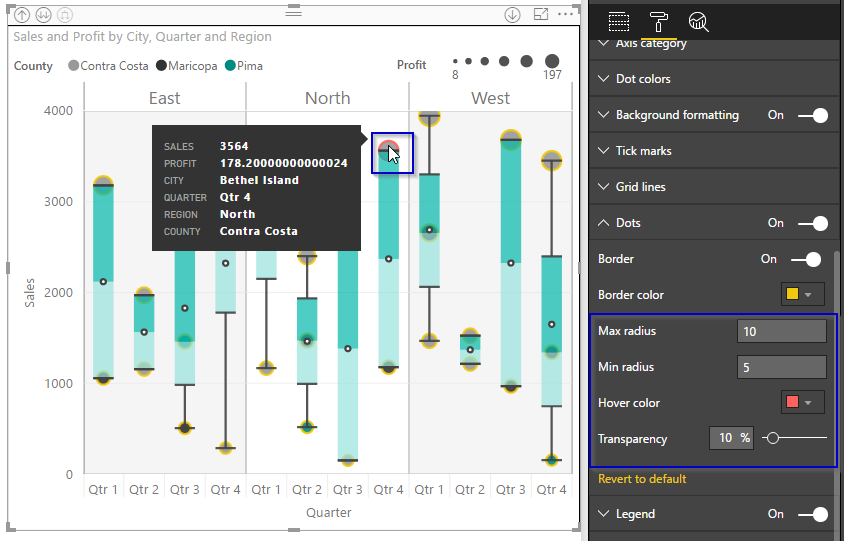 Sales and Profit by City, Quarter and Region
County Contra Costa Maricopa Pima
Profit
8 197
East North West
4000
3000
2000
1000
0
Sales
SALES 3564
PROFIT 178.20000000000024
CITY Bethel Island
QUARTER Qtr 4
REGION North
COUNTY Contra Costa
Qtr 1 Qtr 2 Qtr 3 Qtr 4 Qtr 1 Qtr 2 Qtr 3 Qtr 4 Qtr 1 Qtr 2 Qtr 3 Qtr 4
Quarter
Axis category
Dot colors
Background formatting On
Tick marks
Grid lines
Dots On
Border On
Border color
Max radius 10
Min radius 5
Hover color
Transparency 10 %
Revert to default
Legend On